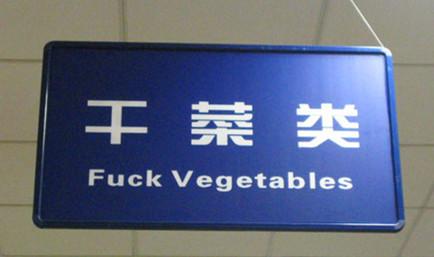 干菜类
Fuck Vegetables